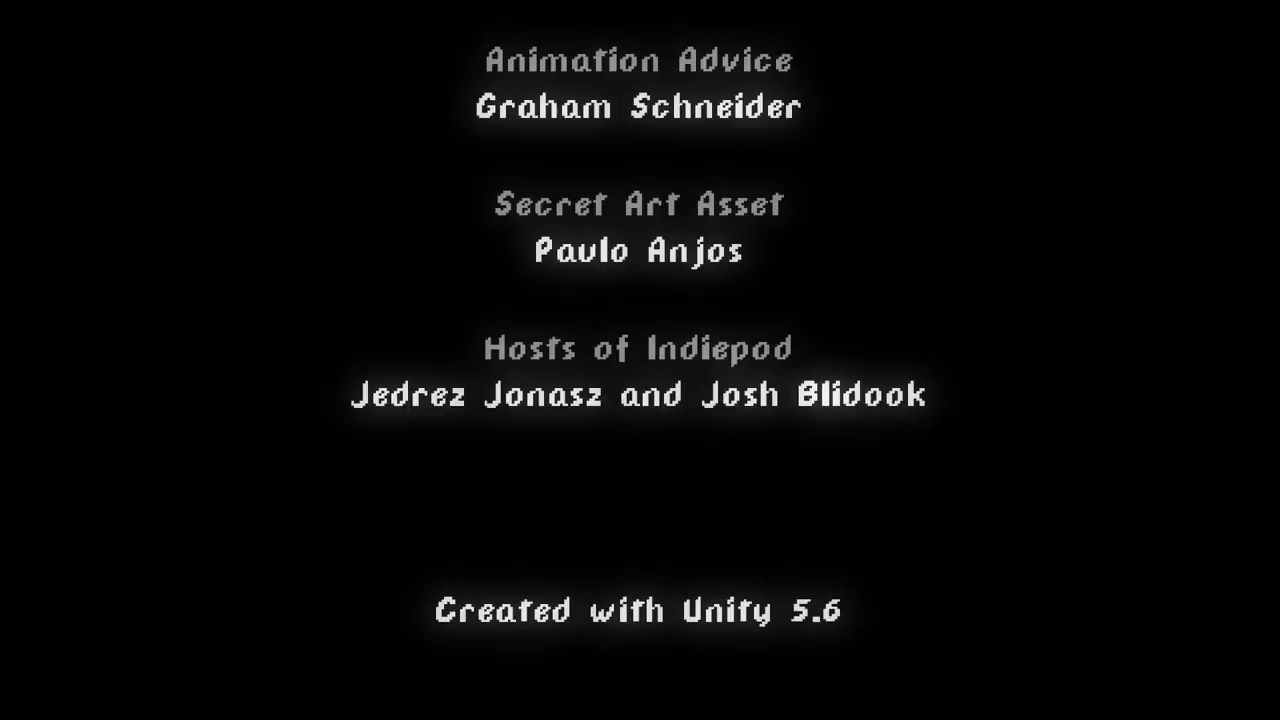 Animation Advice
Graham Schneider
Secret Art Asset
Paulo Anjos
Hosts of Indiepod
Jedrez Jonasz and Josh Blidook
Created with Unity 5.6